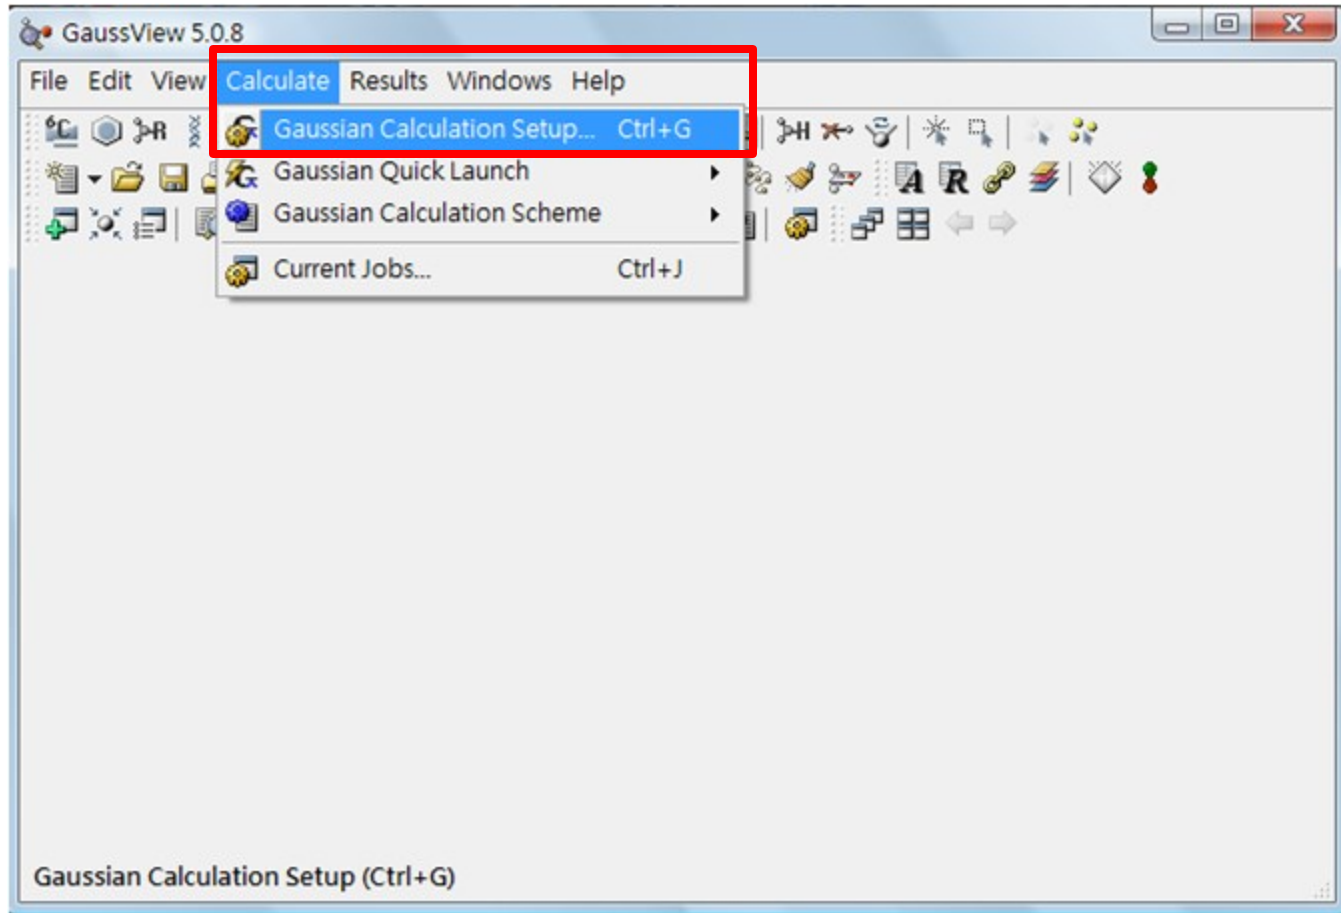 GaussView 5.0.8
File Edit View Calculate Results Windows Help
Gaussian Calculation Setup... Ctrl+G
Gaussian Quick Launch
Gaussian Calculation Scheme
Current Jobs... Ctrl+J
Gaussian Calculation Setup (Ctrl+G)